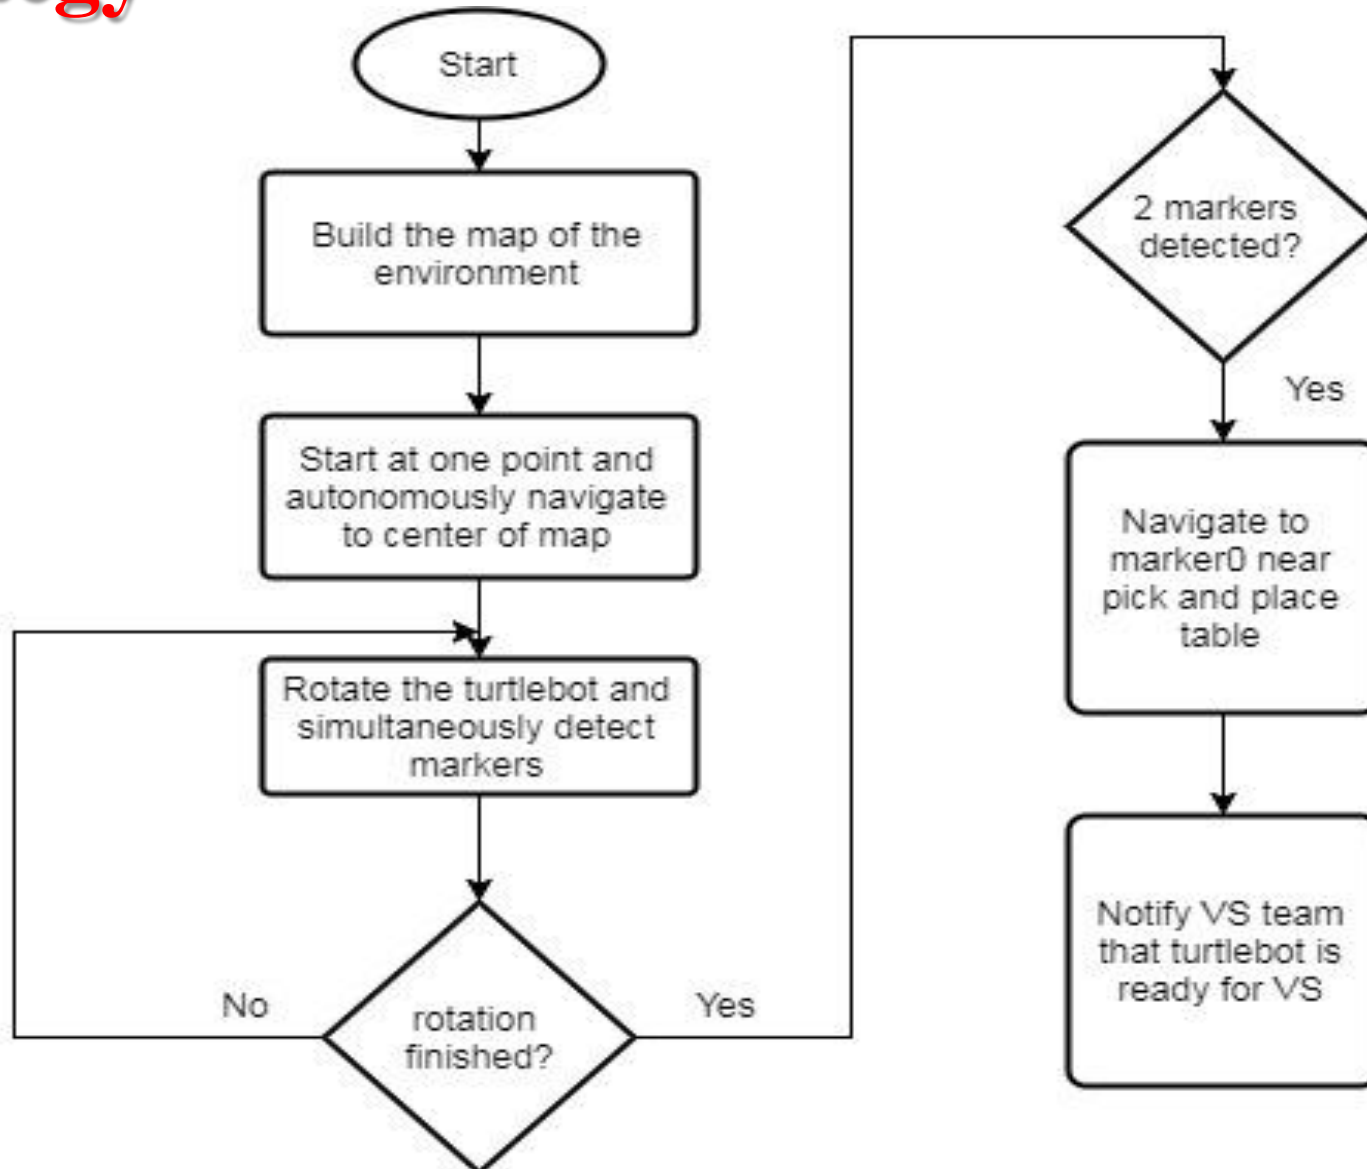 Start
Build the map of the
environment
Start at one point and
autonomously navigate
to center of map
Rotate the turtlebot and
simultaneously detect
markers
rotation
finished?
No
Yes
2 markers
detected?
Yes
Navigate to
marker0 near
pick and place
table
Notify VS team
that turtlebot is
ready for VS